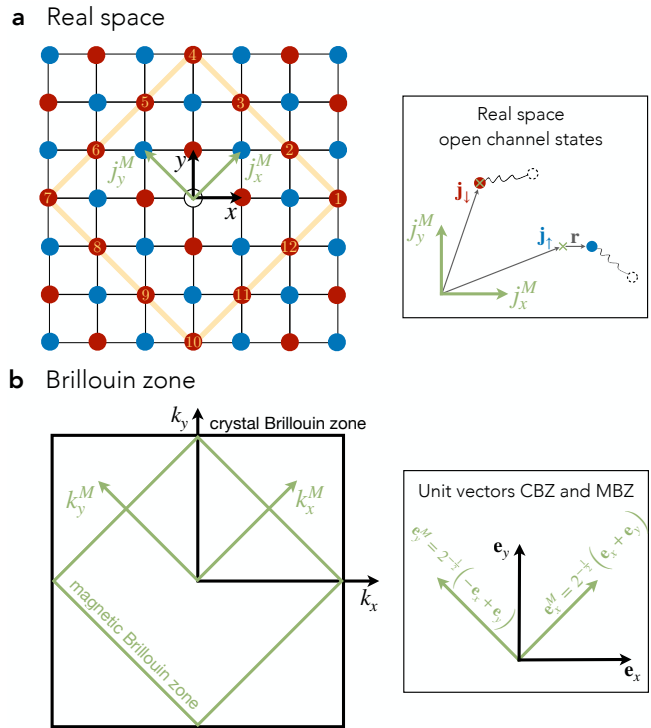 a Real space
4
5 3
6 2
j_y^M y j_x^M
7 x 1
8 12
9 11
10
Real space
open channel states
j_↓
j_↑ r
j_y^M
j_x^M
b Brillouin zone
k_y crystal Brillouin zone
k_y^M k_x^M
k_x
magnetic Brillouin zone
Unit vectors CBZ and MBZ
e_y^M = 2^{-1/2}(-e_x + e_y)
e_y
e_x^M = 2^{-1/2}(e_x + e_y)
e_x